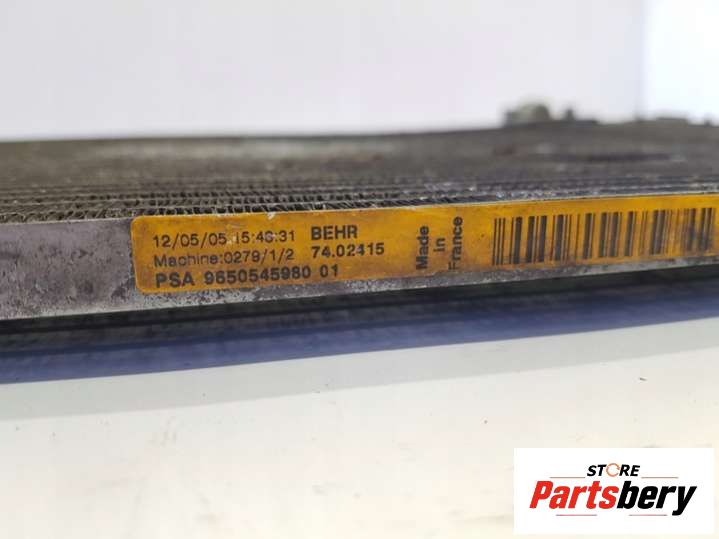 12/05/05 15:46:31 BEHR
Machine:0279/1/2 74.02415
PSA 9650545980 01
Made
in
France
STORE
Partsbery